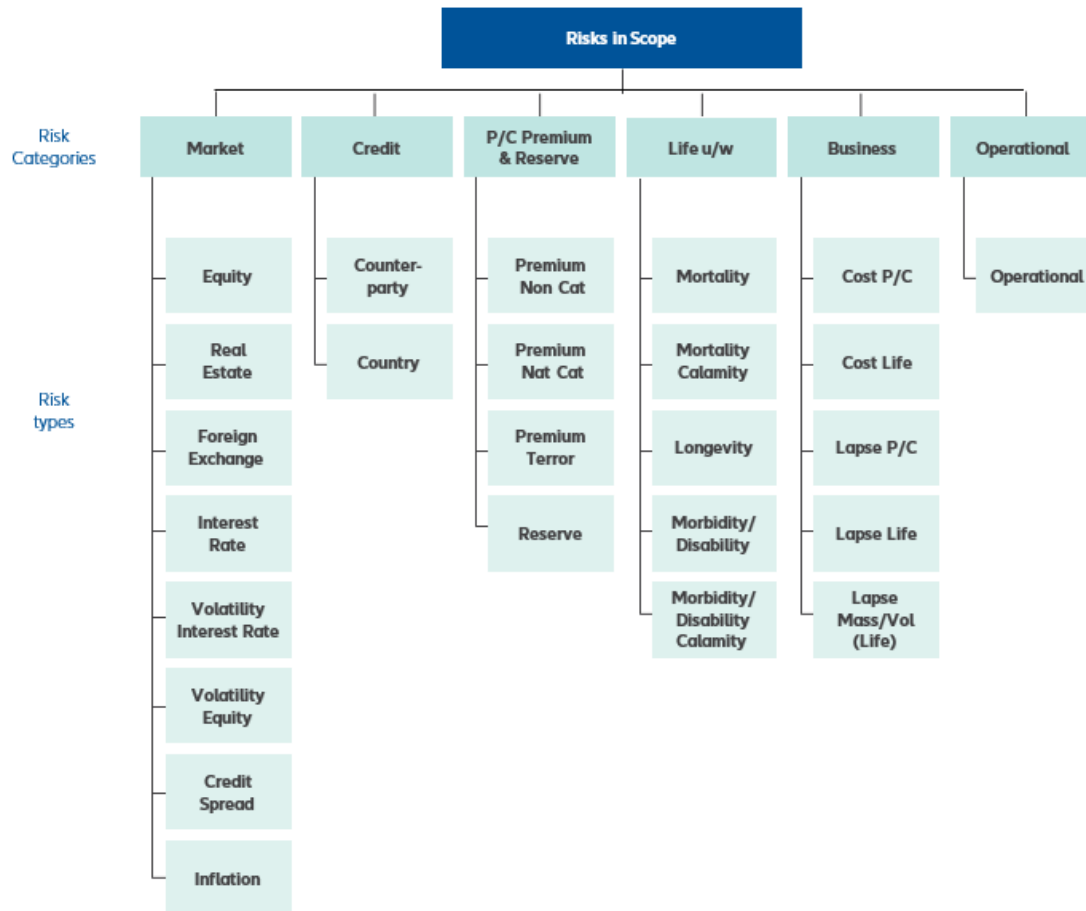 Risks in Scope
Risk
Categories
Market
Credit
P/C Premium
& Reserve
Life u/w
Business
Operational
Risk
types
Equity
Real
Estate
Foreign
Exchange
Interest
Rate
Volatility
Interest Rate
Volatility
Equity
Credit
Spread
Inflation
Counter-
party
Country
Premium
Non Cat
Premium
Nat Cat
Premium
Terror
Reserve
Mortality
Mortality
Calamity
Longevity
Morbidity/
Disability
Morbidity/
Disability
Calamity
Cost P/C
Cost Life
Lapse P/C
Lapse Life
Lapse
Mass/Vol
(Life)
Operational